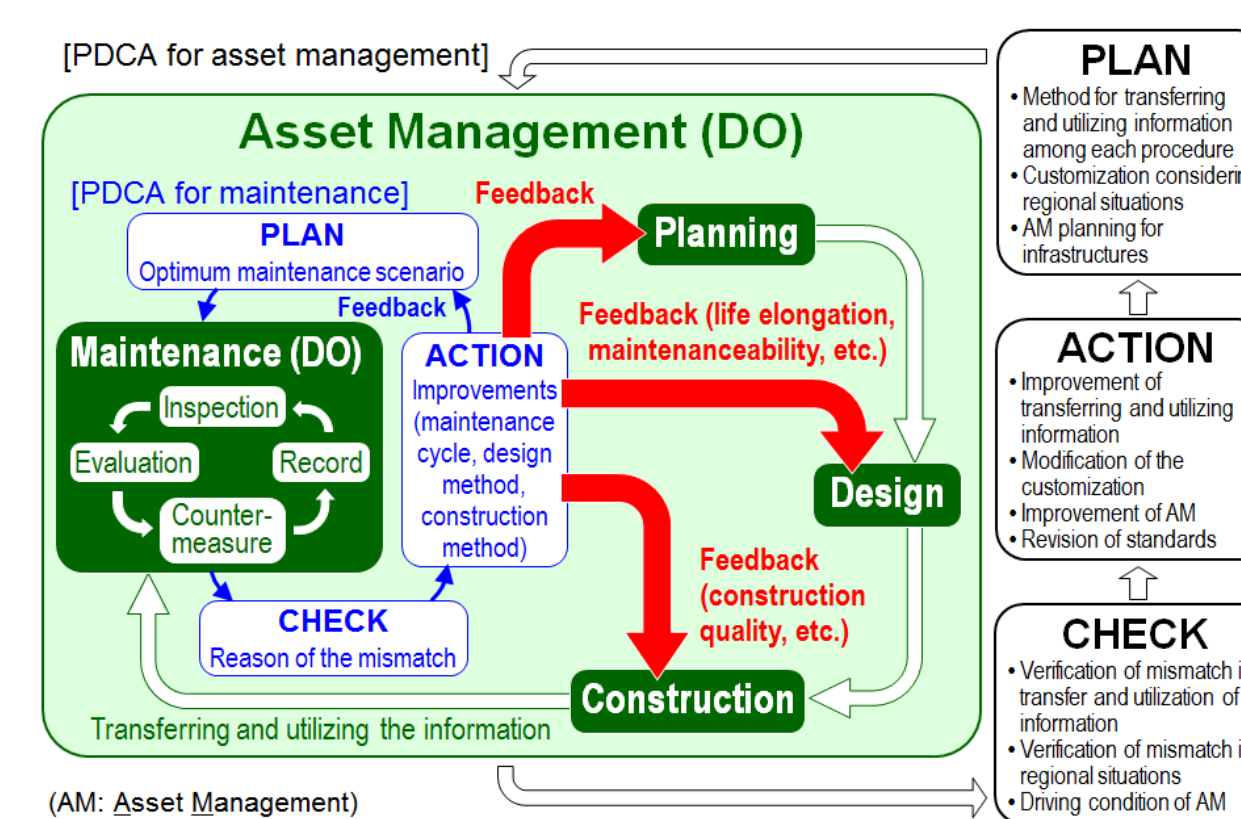 [PDCA for asset management]
Asset Management (DO)
[PDCA for maintenance]
PLAN
Optimum maintenance scenario
Feedback
Maintenance (DO)
Inspection
Evaluation
Record
Counter-
measure
ACTION
Improvements
(maintenance
cycle, design
method,
construction
method)
CHECK
Reason of the mismatch
Feedback
Planning
Feedback (life elongation,
maintenanceability, etc.)
Design
Feedback
(construction
quality, etc.)
Construction
Transferring and utilizing the information
(AM: Asset Management)
PLAN
• Method for transferring
and utilizing information
among each procedure
• Customization
regional situations
• AM planning for
infrastructures
ACTION
• Improvement of
transferring and utilizing
information
• Modification of the
customization
• Improvement of AM
• Revision of standards
CHECK
• Verification of mismatch
transfer and utilization of
information
• Verification of mismatch
regional situations
• Driving condition of AM